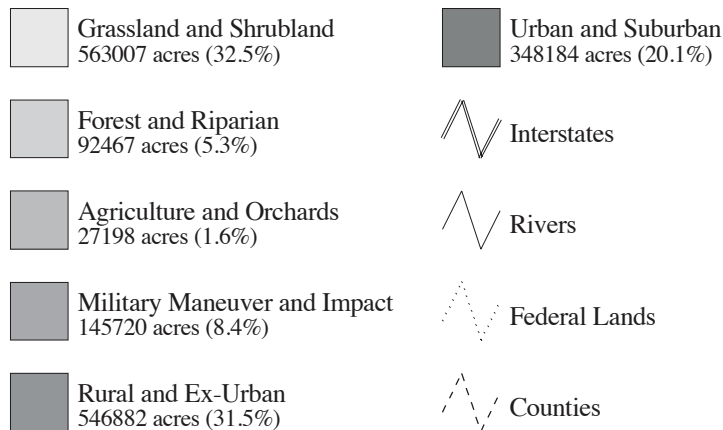 Grassland and Shrubland
563007 acres (32.5%)
Forest and Riparian
92467 acres (5.3%)
Agriculture and Orchards
27198 acres (1.6%)
Military Maneuver and Impact
145720 acres (8.4%)
Rural and Ex-Urban
546882 acres (31.5%)
Urban and Suburban
348184 acres (20.1%)
Interstates
Rivers
Federal Lands
Counties